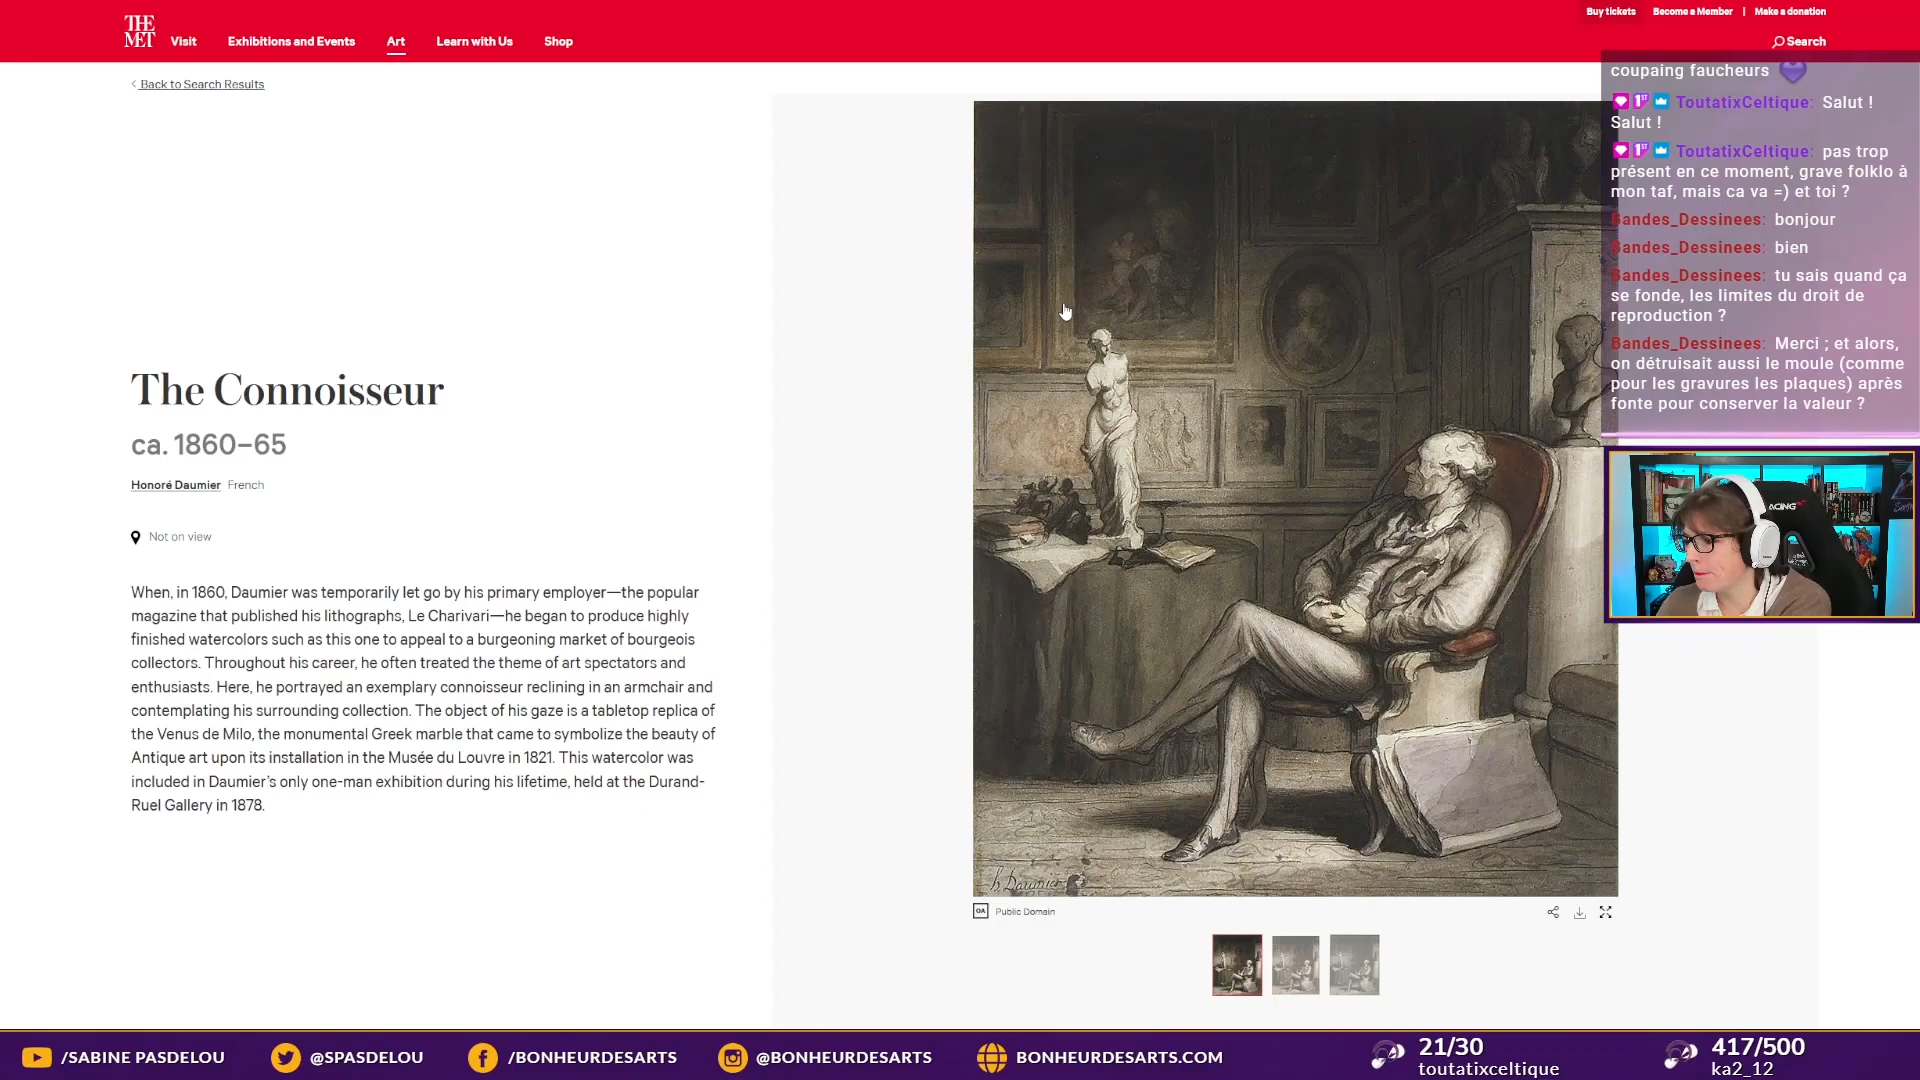 THE MET
Visit
Exhibitions and Events
Art
Learn with Us
Shop
Buy tickets
Become a Member
|
Make a donation
Search
< Back to Search Results
The Connoisseur
ca. 1860–65
Honoré Daumier French
Not on view
When, in 1860, Daumier was temporarily let go by his primary employer—the popular
magazine that published his lithographs, Le Charivari—he began to produce highly
finished watercolors such as this one to appeal to a burgeoning market of bourgeois
collectors. Throughout his career, he often treated the theme of art spectators and
enthusiasts. Here, he portrayed an exemplary connoisseur reclining in an armchair and
contemplating his surrounding collection. The object of his gaze is a tabletop replica of
the Venus de Milo, the monumental Greek marble that came to symbolize the beauty of
Antique art upon its installation in the Musée du Louvre in 1821. This watercolor was
included in Daumier's only one-man exhibition during his lifetime, held at the Durand-
Ruel Gallery in 1878.
h. Daumier
OA Public Domain
coupaing faucheurs
ToutatixCeltique: Salut !
Salut !
ToutatixCeltique: pas trop
présent en ce moment, grave folklo à
mon taf, mais ca va =) et toi ?
Bandes_Dessinees: bonjour
Bandes_Dessinees: bien
Bandes_Dessinees: tu sais quand ça
se fonde, les limites du droit de
reproduction ?
Bandes_Dessinees: Merci ; et alors,
on détruisait aussi le moule (comme
pour les gravures les plaques) après
fonte pour conserver la valeur ?
ACING
/SABINE PASDELOU
@SPASDELOU
/BONHEURDESARTS
@BONHEURDESARTS
BONHEURDESARTS.COM
21/30
toutatixceltique
417/500
ka2_12